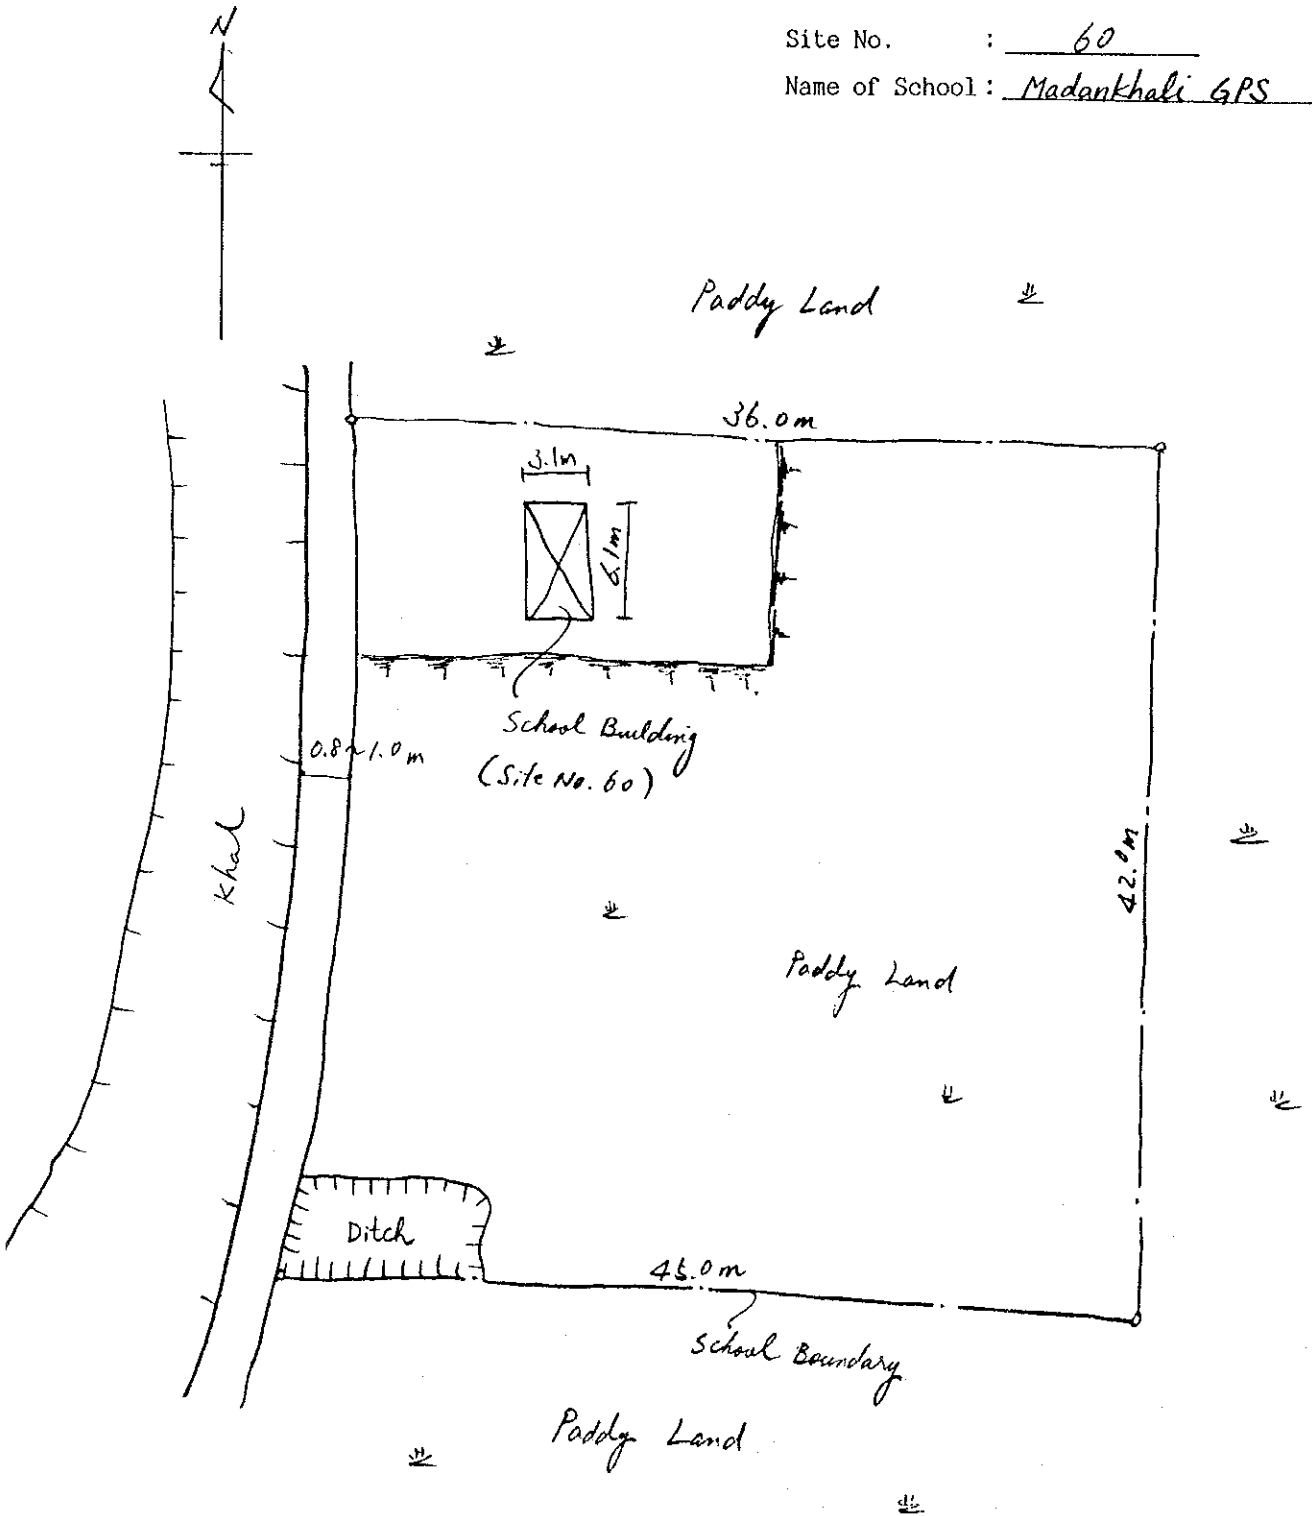 N
Site No. : 60
Name of School : Madankhali GPS
Paddy Land
36.0m
3.1m
6.1m
School Building
(Site No. 60)
0.8~1.0m
Khal
42.0m
Paddy Land
Ditch
45.0m
School Boundary
Paddy Land